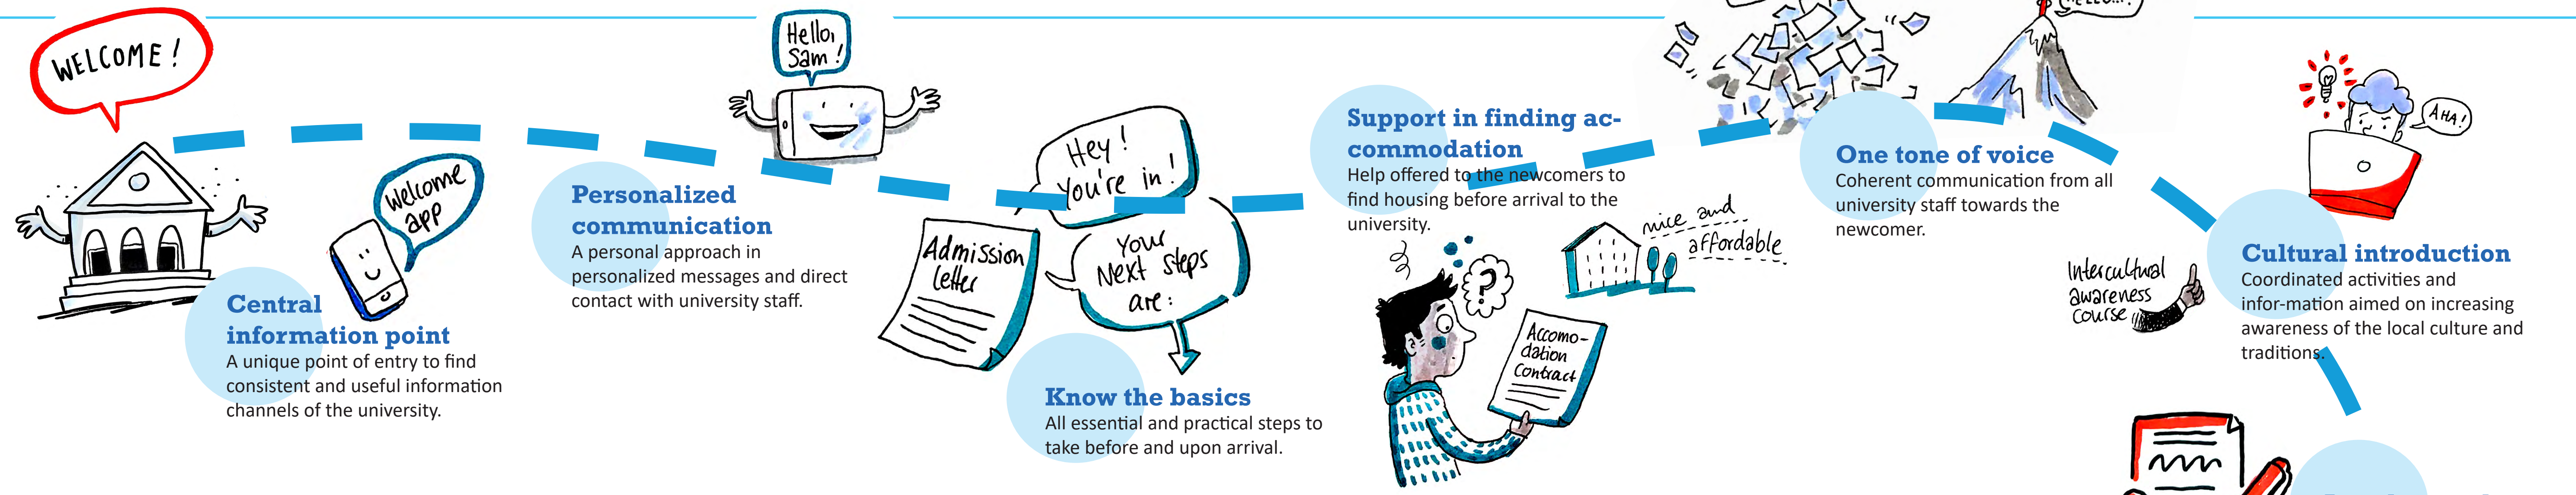 WELCOME!
Welcome
app
Central
information point
A unique point of entry to find
consistent and useful information
channels of the university.
Personalized
communication
A personal approach in
personalized messages and direct
contact with university staff.
Hello,
Sam!
Admission
letter
Hey!
You're in!
Your
Next steps
are:
Know the basics
All essential and practical steps to
take before and upon arrival.
Support in finding ac-
commodation
Help offered to the newcomers to
find housing before arrival to the
university.
nice and
affordable
?
Accomo-
dation
Contract
One tone of voice
Coherent communication from all
university staff towards the
newcomer.
Intercultural
awareness
course
AHA!
Cultural introduction
Coordinated activities and
infor-mation aimed on increasing
awareness of the local culture and
traditions.